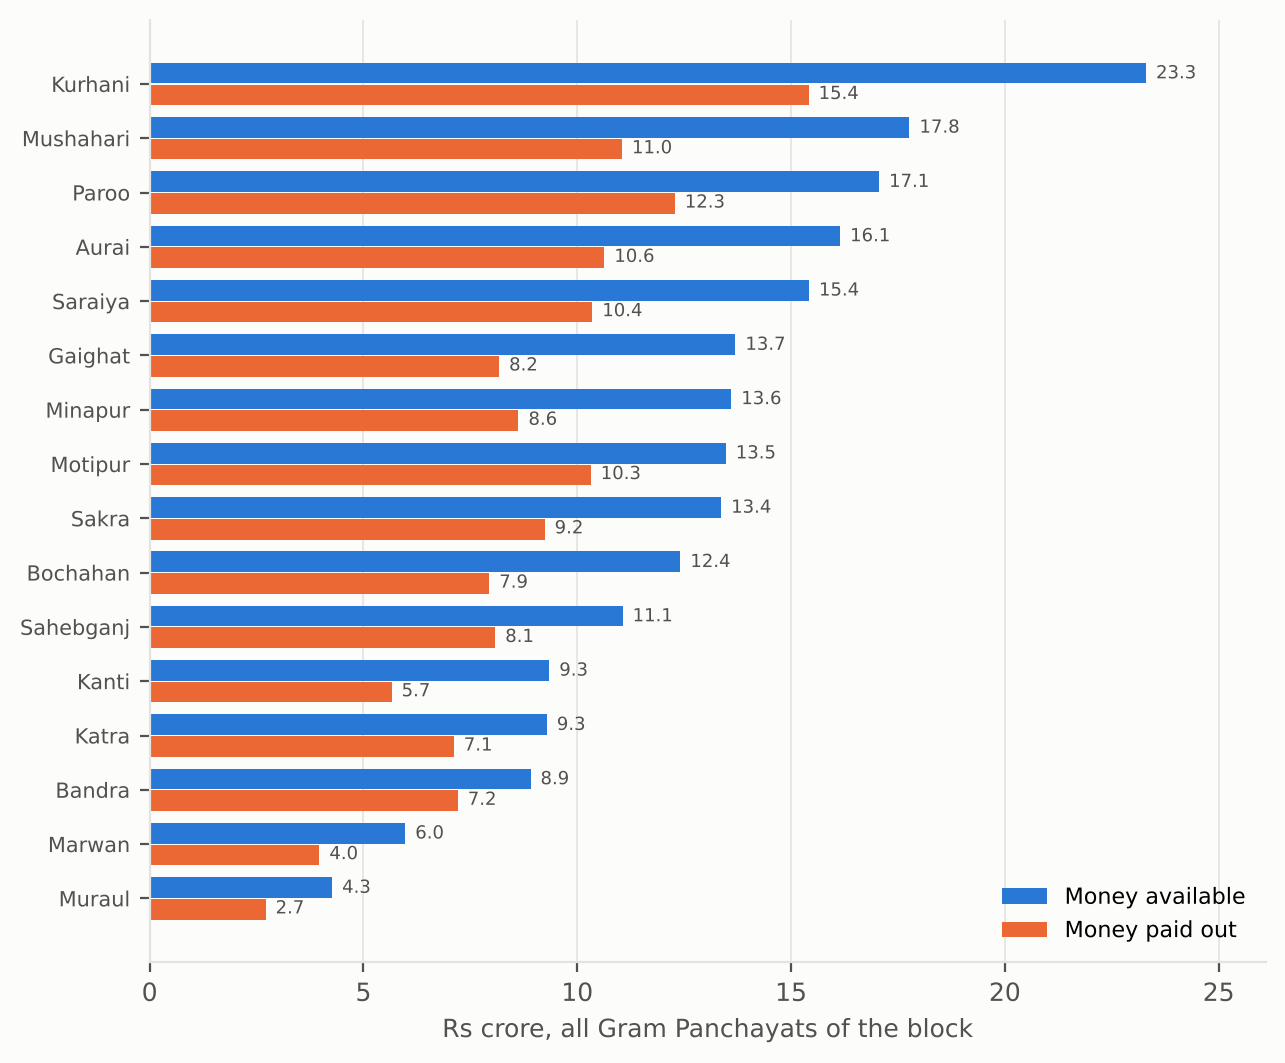 Kurhani 23.3
15.4
Mushahari 17.8
11.0
Paroo 17.1
12.3
Aurai 16.1
10.6
Saraiya 15.4
10.4
Gaighat 13.7
8.2
Minapur 13.6
8.6
Motipur 13.5
10.3
Sakra 13.4
9.2
Bochahan 12.4
7.9
Sahebganj 11.1
8.1
Kanti 9.3
5.7
Katra 9.3
7.1
Bandra 8.9
7.2
Marwan 6.0
4.0
Muraul 4.3
2.7
Money available
Money paid out
0 5 10 15 20 25
Rs crore, all Gram Panchayats of the block